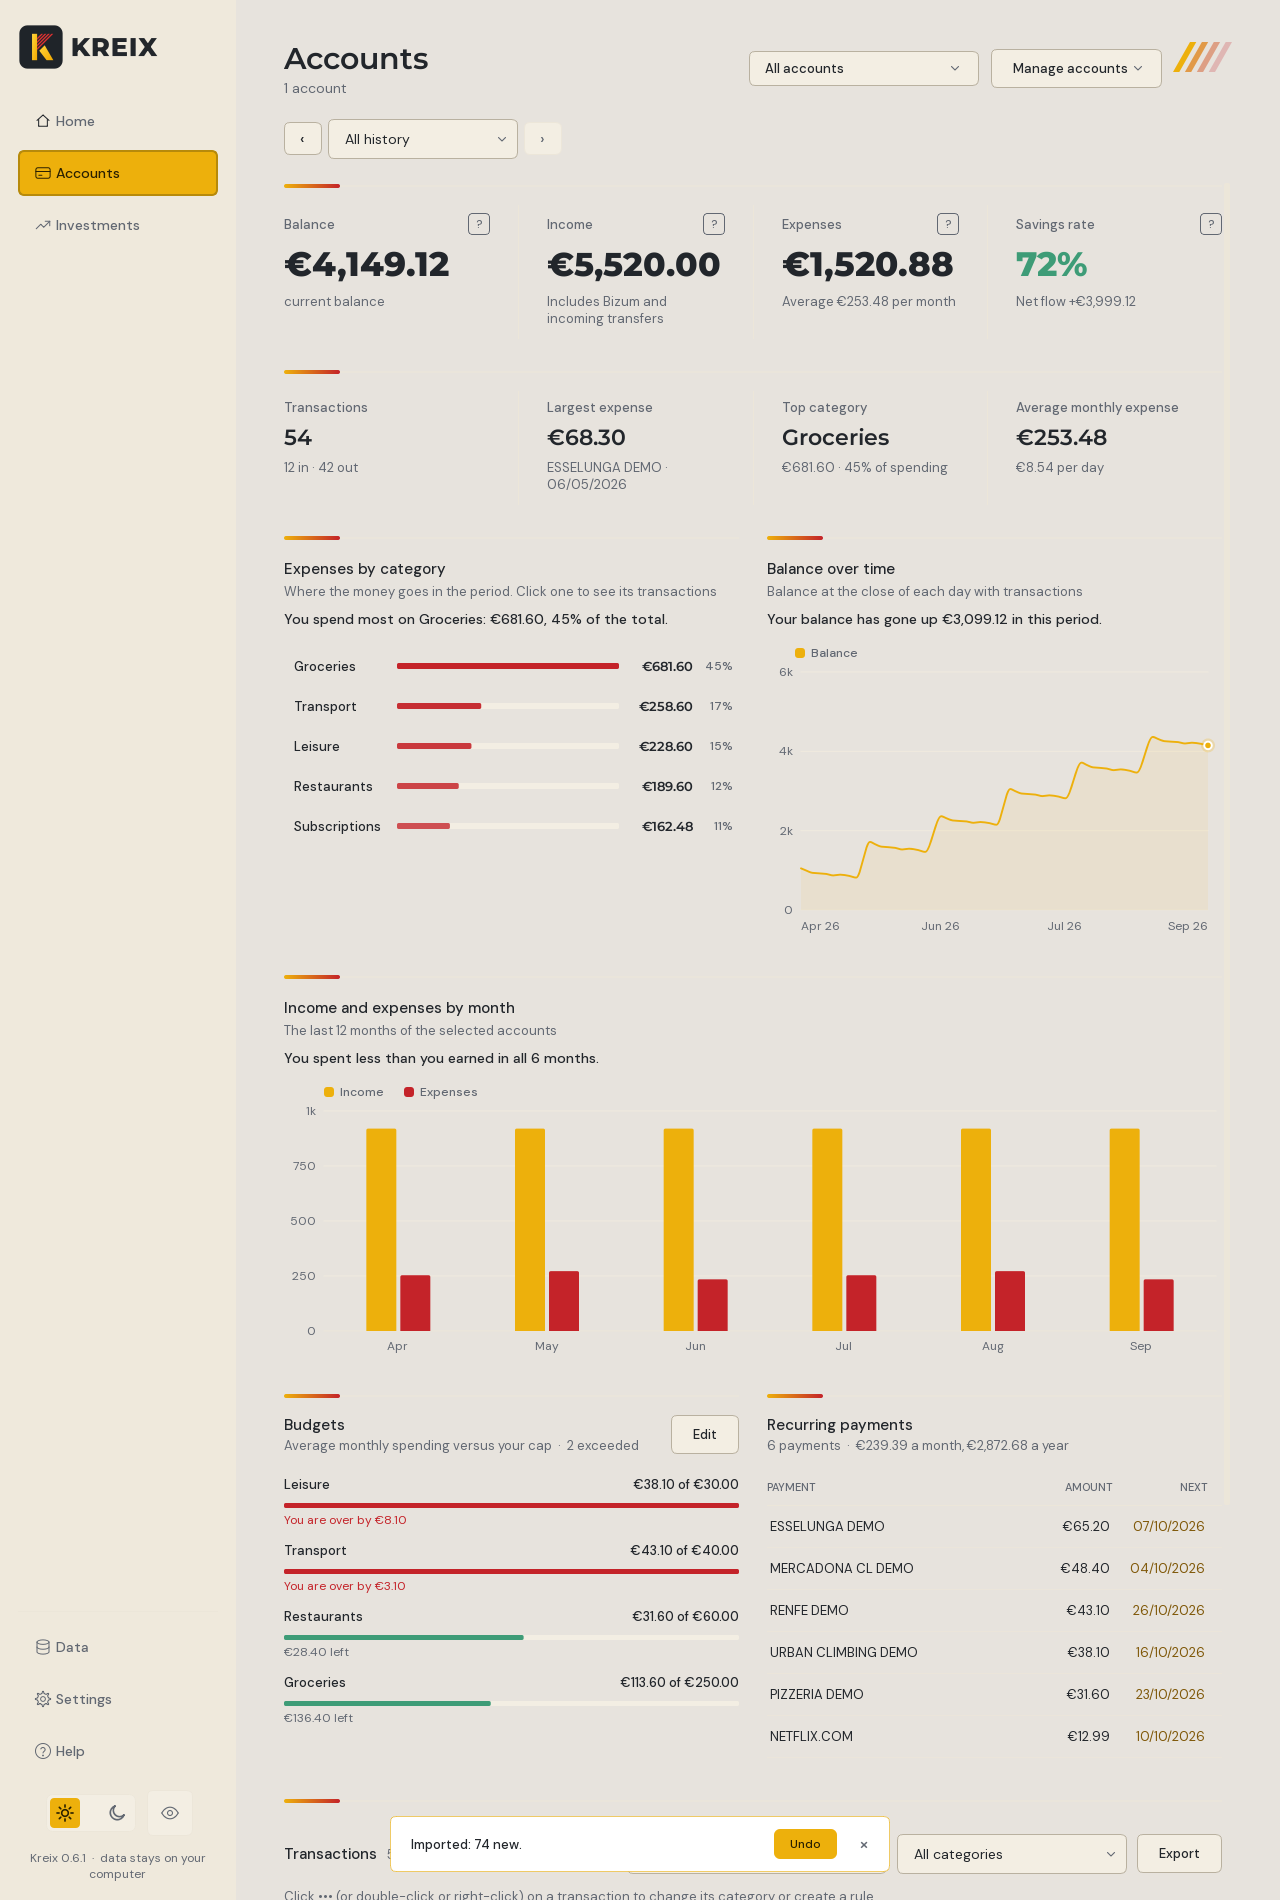 KREIX
Home
Accounts
Investments
Data
Settings
Help
Kreix 0.6.1 · data stays on your
computer
Accounts
1 account
All accounts
Manage accounts
‹
All history
›
Balance ?
€4,149.12
current balance
Income ?
€5,520.00
Includes Bizum and
incoming transfers
Expenses ?
€1,520.88
Average €253.48 per month
Savings rate ?
72%
Net flow +€3,999.12
Transactions
54
12 in · 42 out
Largest expense
€68.30
ESSELUNGA DEMO ·
06/05/2026
Top category
Groceries
€681.60 · 45% of spending
Average monthly expense
€253.48
€8.54 per day
Expenses by category
Where the money goes in the period. Click one to see its transactions
You spend most on Groceries: €681.60, 45% of the total.
Groceries €681.60 45%
Transport €258.60 17%
Leisure €228.60 15%
Restaurants €189.60 12%
Subscriptions €162.48 11%
Balance over time
Balance at the close of each day with transactions
Your balance has gone up €3,099.12 in this period.
Balance
6k
4k
2k
0
Apr 26 Jun 26 Jul 26 Sep 26
Income and expenses by month
The last 12 months of the selected accounts
You spent less than you earned in all 6 months.
Income Expenses
1k
750
500
250
0
Apr May Jun Jul Aug Sep
Budgets
Average monthly spending versus your cap · 2 exceeded
Edit
Leisure €38.10 of €30.00
You are over by €8.10
Transport €43.10 of €40.00
You are over by €3.10
Restaurants €31.60 of €60.00
€28.40 left
Groceries €113.60 of €250.00
€136.40 left
Recurring payments
6 payments · €239.39 a month, €2,872.68 a year
PAYMENT AMOUNT NEXT
ESSELUNGA DEMO €65.20 07/10/2026
MERCADONA CL DEMO €48.40 04/10/2026
RENFE DEMO €43.10 26/10/2026
URBAN CLIMBING DEMO €38.10 16/10/2026
PIZZERIA DEMO €31.60 23/10/2026
NETFLIX.COM €12.99 10/10/2026
Transactions
All categories
Export
Imported: 74 new.
Undo
×
Click ••• (or double-click or right-click) on a transaction to change its category or create a rule